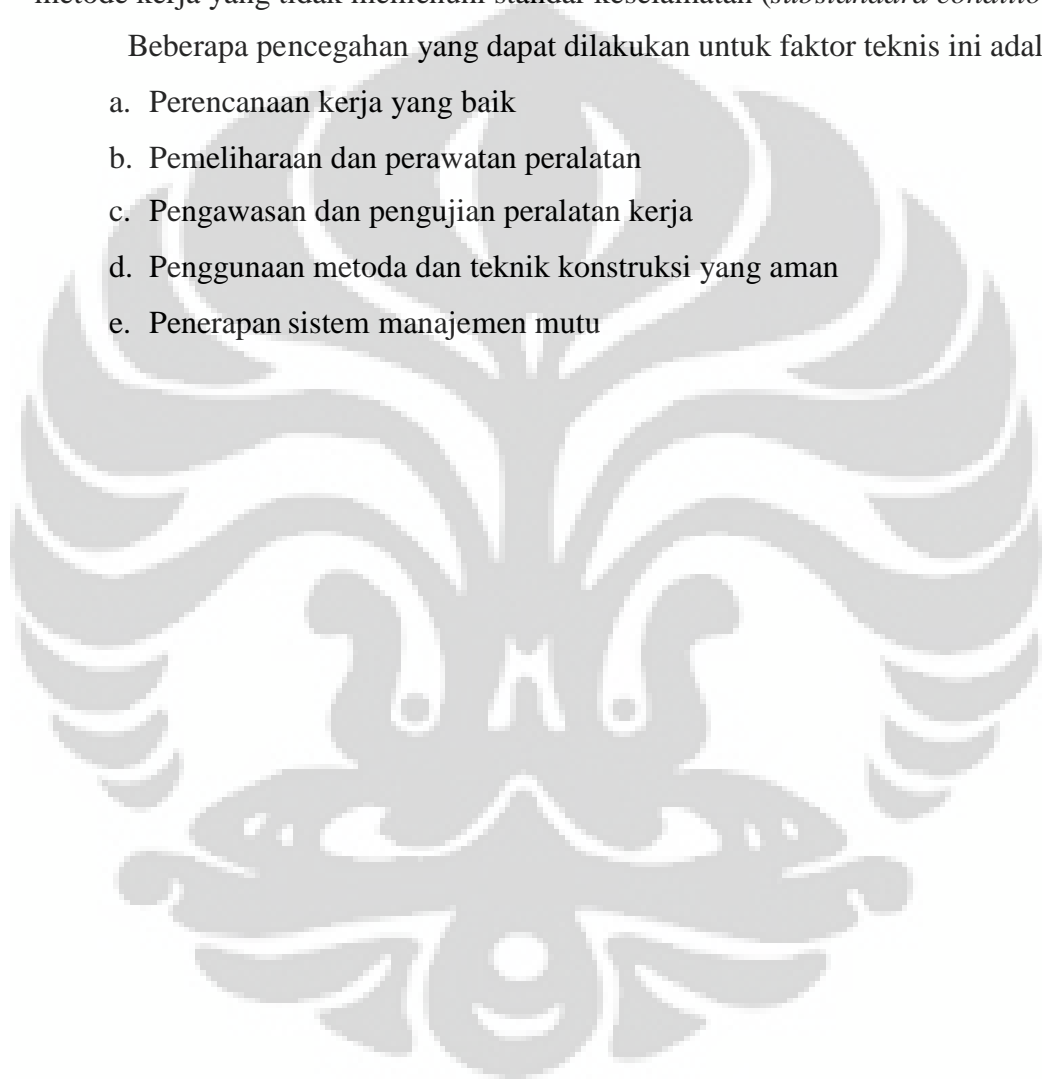 metode kerja yang tidak memenuhi standar keselamatan (substandard conditio
Beberapa pencegahan yang dapat dilakukan untuk faktor teknis ini adal
a. Perencanaan kerja yang baik
b. Pemeliharaan dan perawatan peralatan
c. Pengawasan dan pengujian peralatan kerja
d. Penggunaan metoda dan teknik konstruksi yang aman
e. Penerapan sistem manajemen mutu